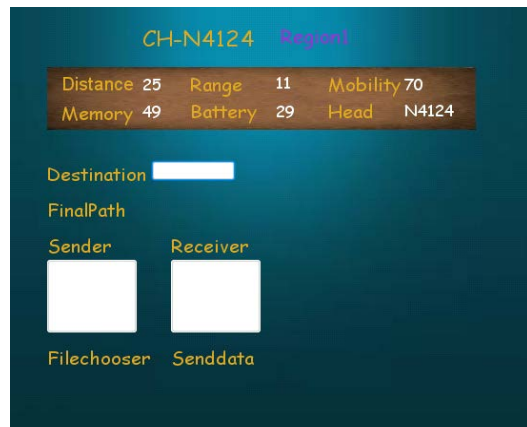 CH-N4124 Region1
Distance 25 Range 11 Mobility 70
Memory 49 Battery 29 Head N4124
Destination
FinalPath
Sender Receiver
Filechooser Senddata